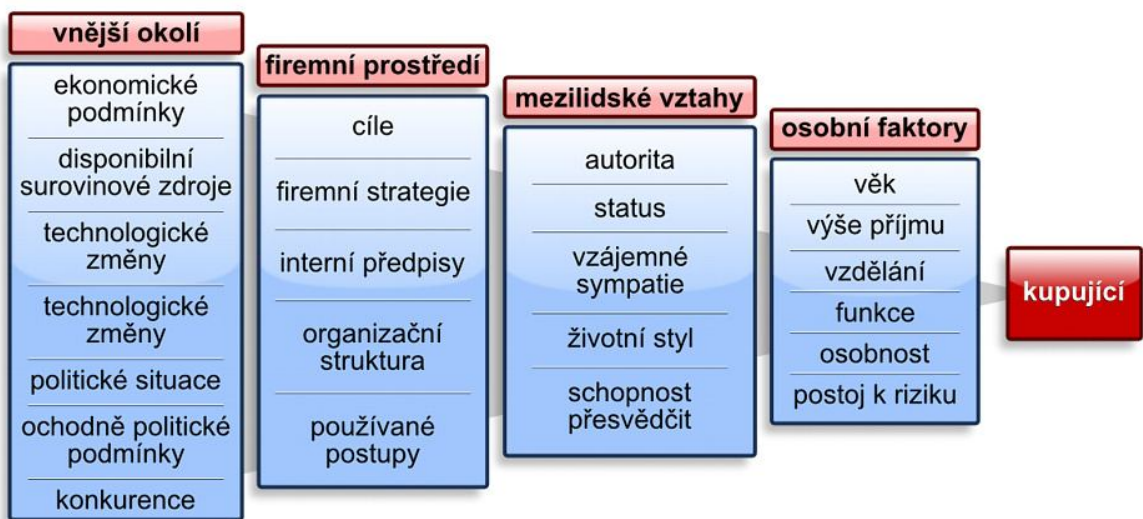 vnější okolí
ekonomické
podmínky
disponibilní
surovinové zdroje
technologické
změny
technologické
změny
politické situace
ochodně politické
podmínky
konkurence
firemní prostředí
cíle
firemní strategie
interní předpisy
organizační
struktura
používané
postupy
mezilidské vztahy
autorita
status
vzájemné
sympatie
životní styl
schopnost
přesvědčit
osobní faktory
věk
výše příjmu
vzdělání
funkce
osobnost
postoj k riziku
kupující